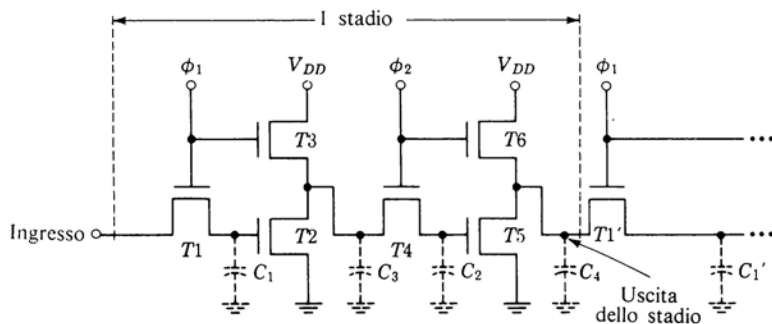 1 stadio
ϕ1 VDD ϕ2 VDD ϕ1
T3 T6
Ingresso T1 T2 T4 T5 T1′
C1 C3 C2 C4 C1′
Uscita
dello stadio